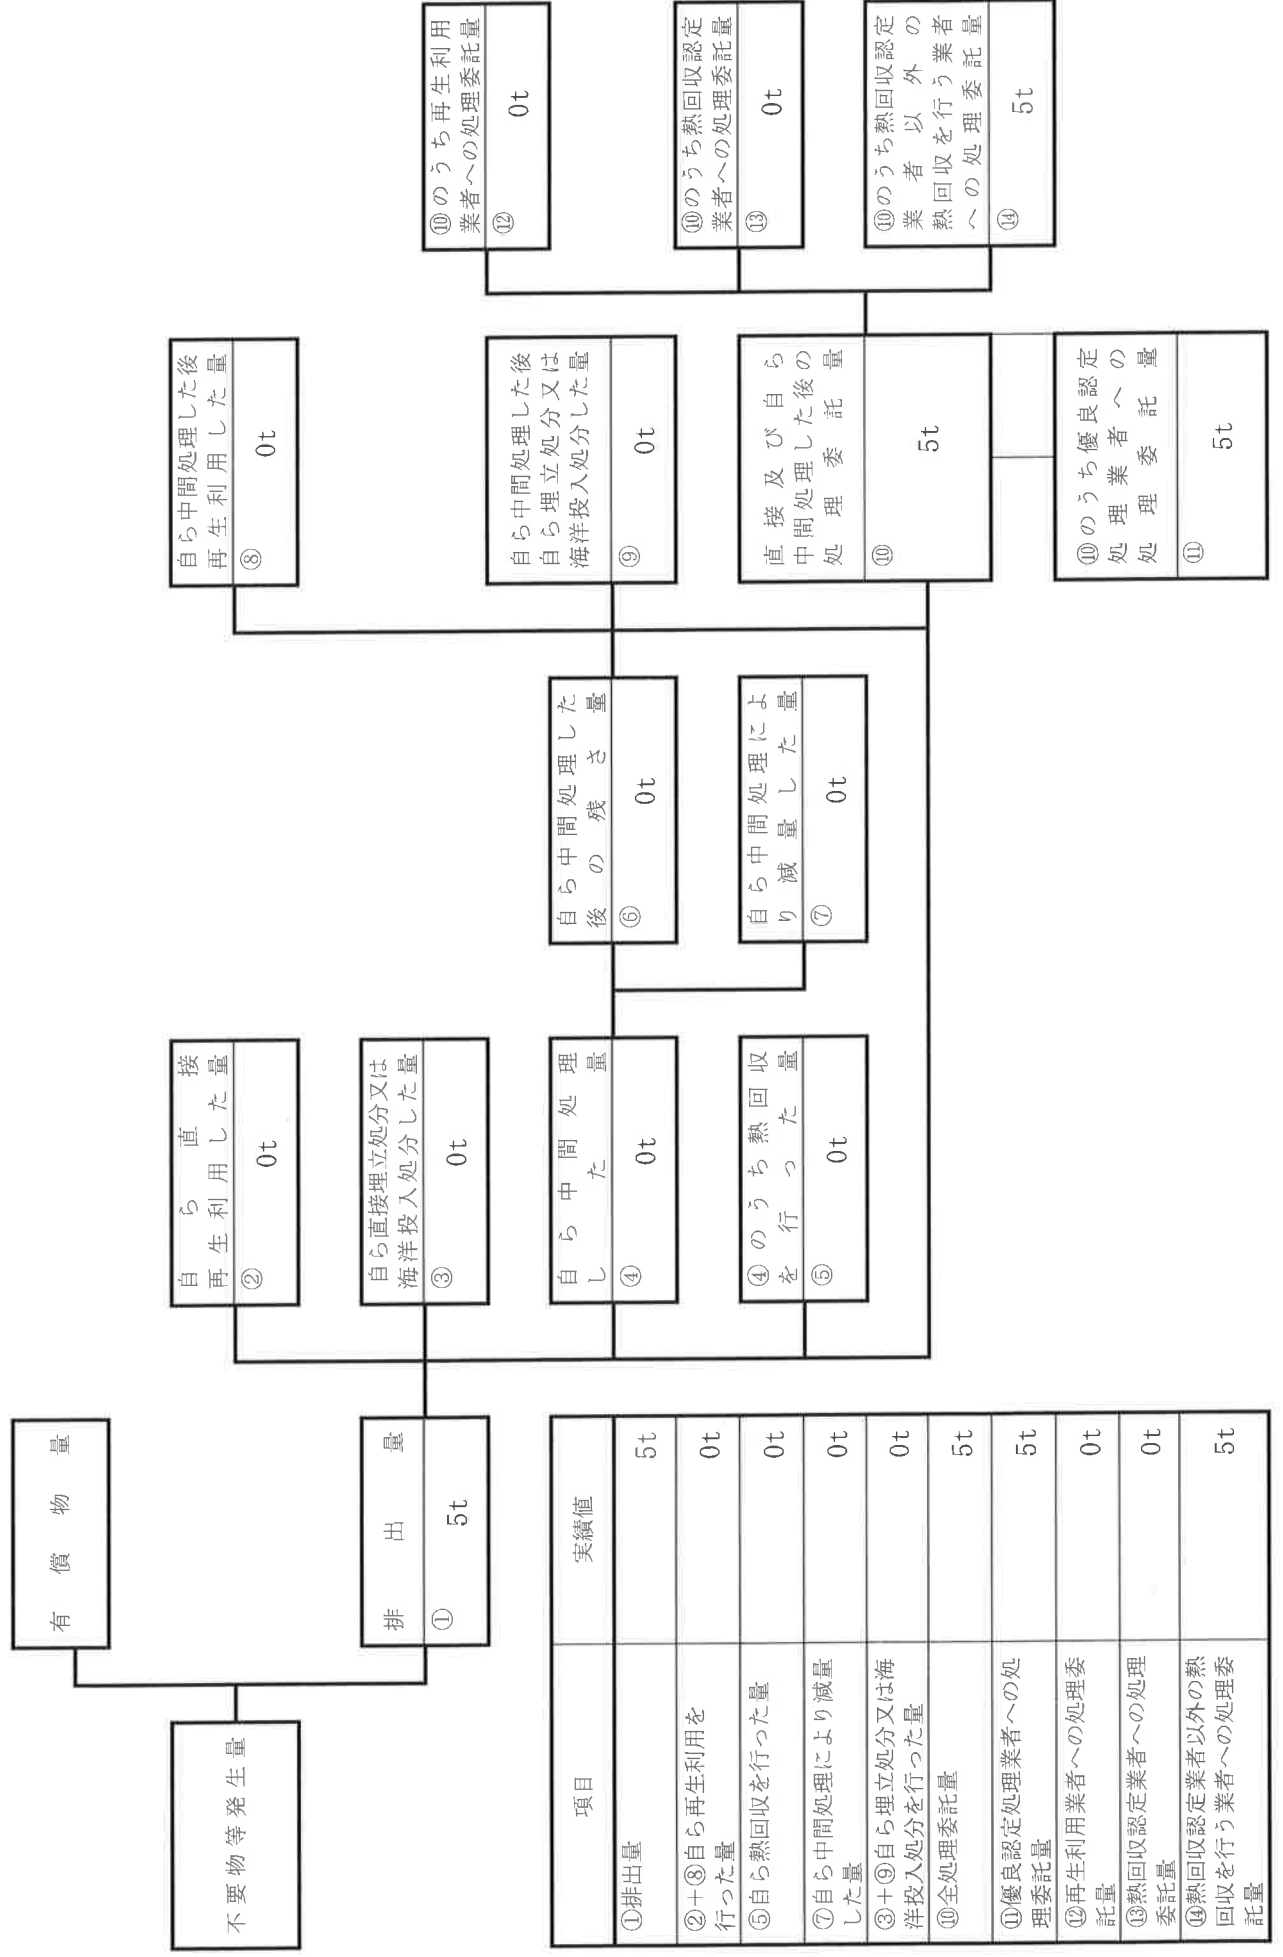 有償物量
不要物等発生量
排出量
①
5t
自ら直接
再生利用した量
②
0t
自ら直接埋立処分又は
海洋投入処分した量
③
0t
自ら中間処理
した量
④
0t
④のうち熱回収
を行った量
⑤
0t
自ら中間処理した
後の残さ量
⑥
0t
自ら中間処理によ
り減量した量
⑦
0t
自ら中間処理した後
再生利用した量
⑧
0t
自ら中間処理した後
自ら埋立処分又は
海洋投入処分した量
⑨
0t
直接及び自ら
中間処理した後の
処理委託量
⑩
5t
⑩のうち優良認定
処理業者への
処理委託量
⑪
5t
⑩のうち再生利用
業者への処理委託量
⑫
0t
⑩のうち熱回収認定
業者への処理委託量
⑬
0t
⑩のうち熱回収認定
業者以外の
熱回収を行う業者
への処理委託量
⑭
5t
項目 実績値
①排出量 5t
②+⑧自ら再生利用を
行った量 0t
⑤自ら熱回収を行った量 0t
⑦自ら中間処理により減量
した量 0t
③+⑨自ら埋立処分又は海
洋投入処分を行った量 0t
⑩全処理委託量 5t
⑪優良認定処理業者への処
理委託量 5t
⑫再生利用業者への処理委
託量 0t
⑬熱回収認定業者への処理
委託量 0t
⑭熱回収認定業者以外の熱
回収を行う業者への処理委
託量 5t